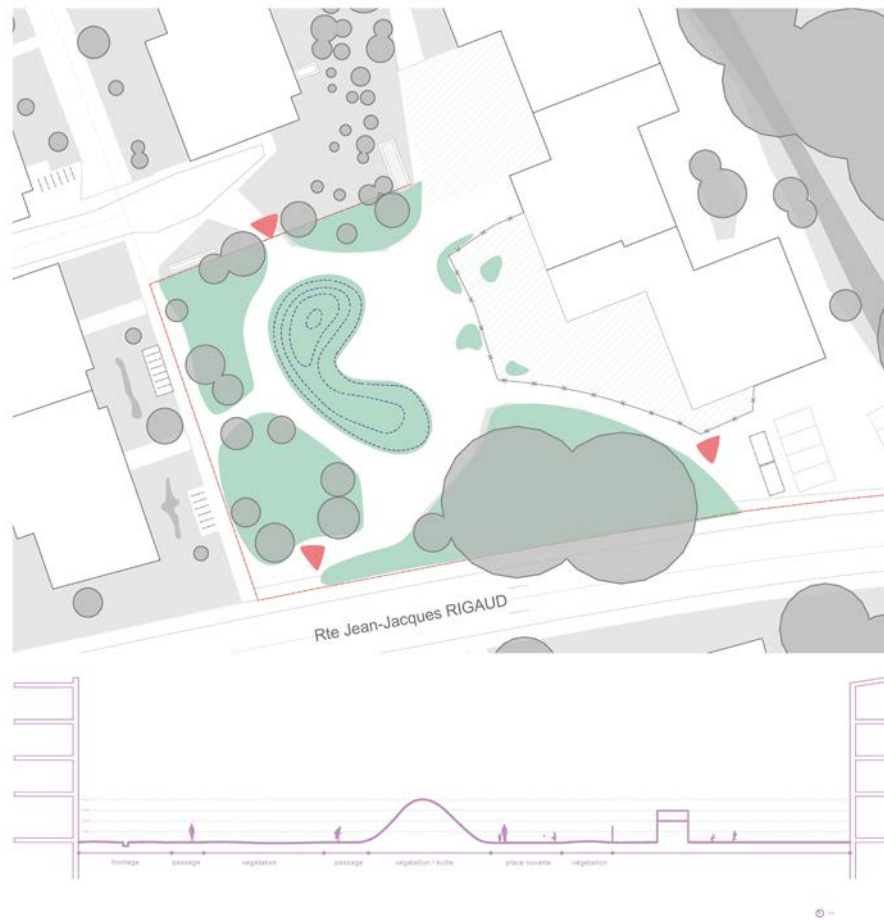 Rte Jean-Jacques RIGAUD
frontage passage végétation passage végétation / butte place ouverte végétation